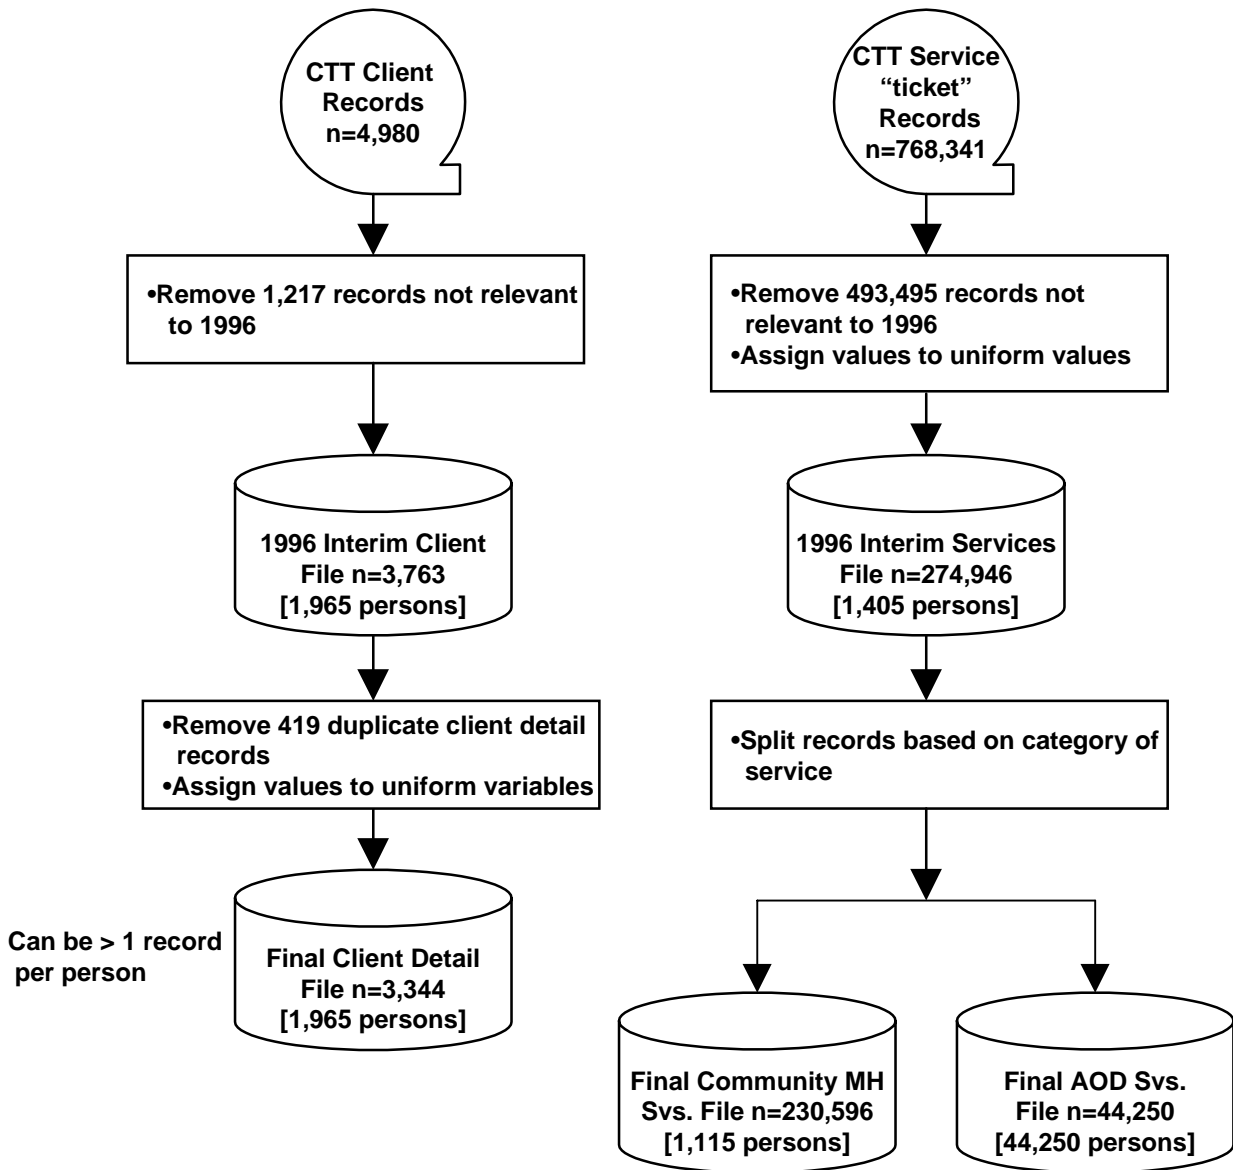 CTT Client
Records
n=4,980
•Remove 1,217 records not relevant
to 1996
1996 Interim Client
File n=3,763
[1,965 persons]
•Remove 419 duplicate client detail
records
•Assign values to uniform variables
Can be > 1 record
per person
Final Client Detail
File n=3,344
[1,965 persons]
CTT Service
“ticket”
Records
n=768,341
•Remove 493,495 records not
relevant to 1996
•Assign values to uniform values
1996 Interim Services
File n=274,946
[1,405 persons]
•Split records based on category of
service
Final Community MH
Svs. File n=230,596
[1,115 persons]
Final AOD Svs.
File n=44,250
[44,250 persons]